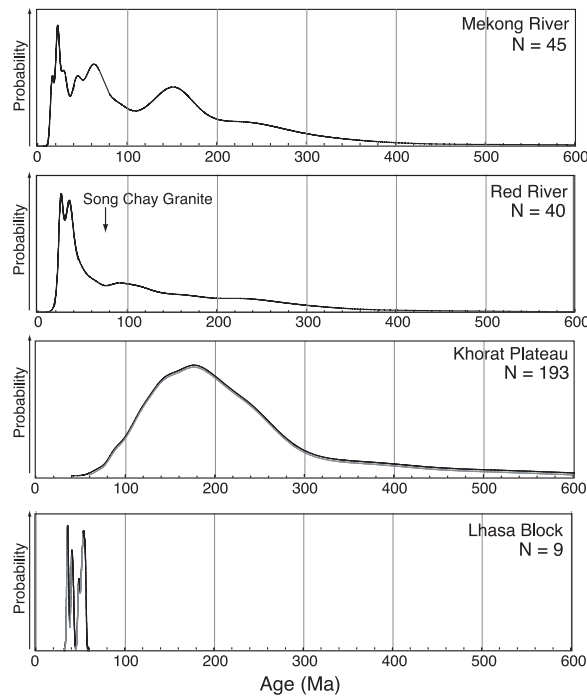 Mekong River
N = 45
Probability
0 100 200 300 400 500 600
Red River
N = 40
Song Chay Granite
Probability
0 100 200 300 400 500 600
Khorat Plateau
N = 193
Probability
0 100 200 300 400 500 600
Lhasa Block
N = 9
Probability
0 100 200 300 400 500 600
Age (Ma)